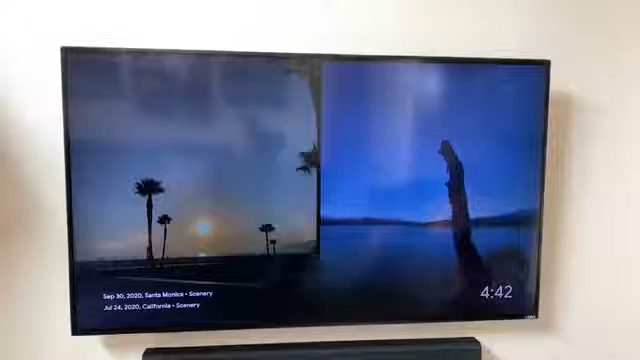 Sep 30, 2020, Santa Monica • Scenery
Jul 24, 2020, California • Scenery
4:42